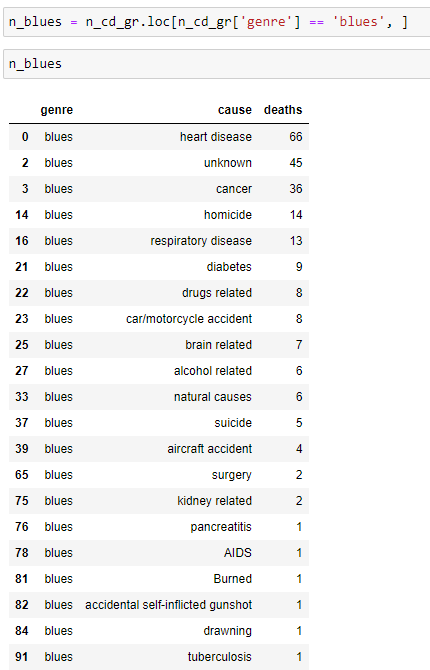 n_blues = n_cd_gr.loc[n_cd_gr['genre'] == 'blues', ]
n_blues
genre cause deaths
0 blues heart disease 66
2 blues unknown 45
3 blues cancer 36
14 blues homicide 14
16 blues respiratory disease 13
21 blues diabetes 9
22 blues drugs related 8
23 blues car/motorcycle accident 8
25 blues brain related 7
27 blues alcohol related 6
33 blues natural causes 6
37 blues suicide 5
39 blues aircraft accident 4
65 blues surgery 2
75 blues kidney related 2
76 blues pancreatitis 1
78 blues AIDS 1
81 blues Burned 1
82 blues accidental self-inflicted gunshot 1
84 blues drawning 1
91 blues tuberculosis 1